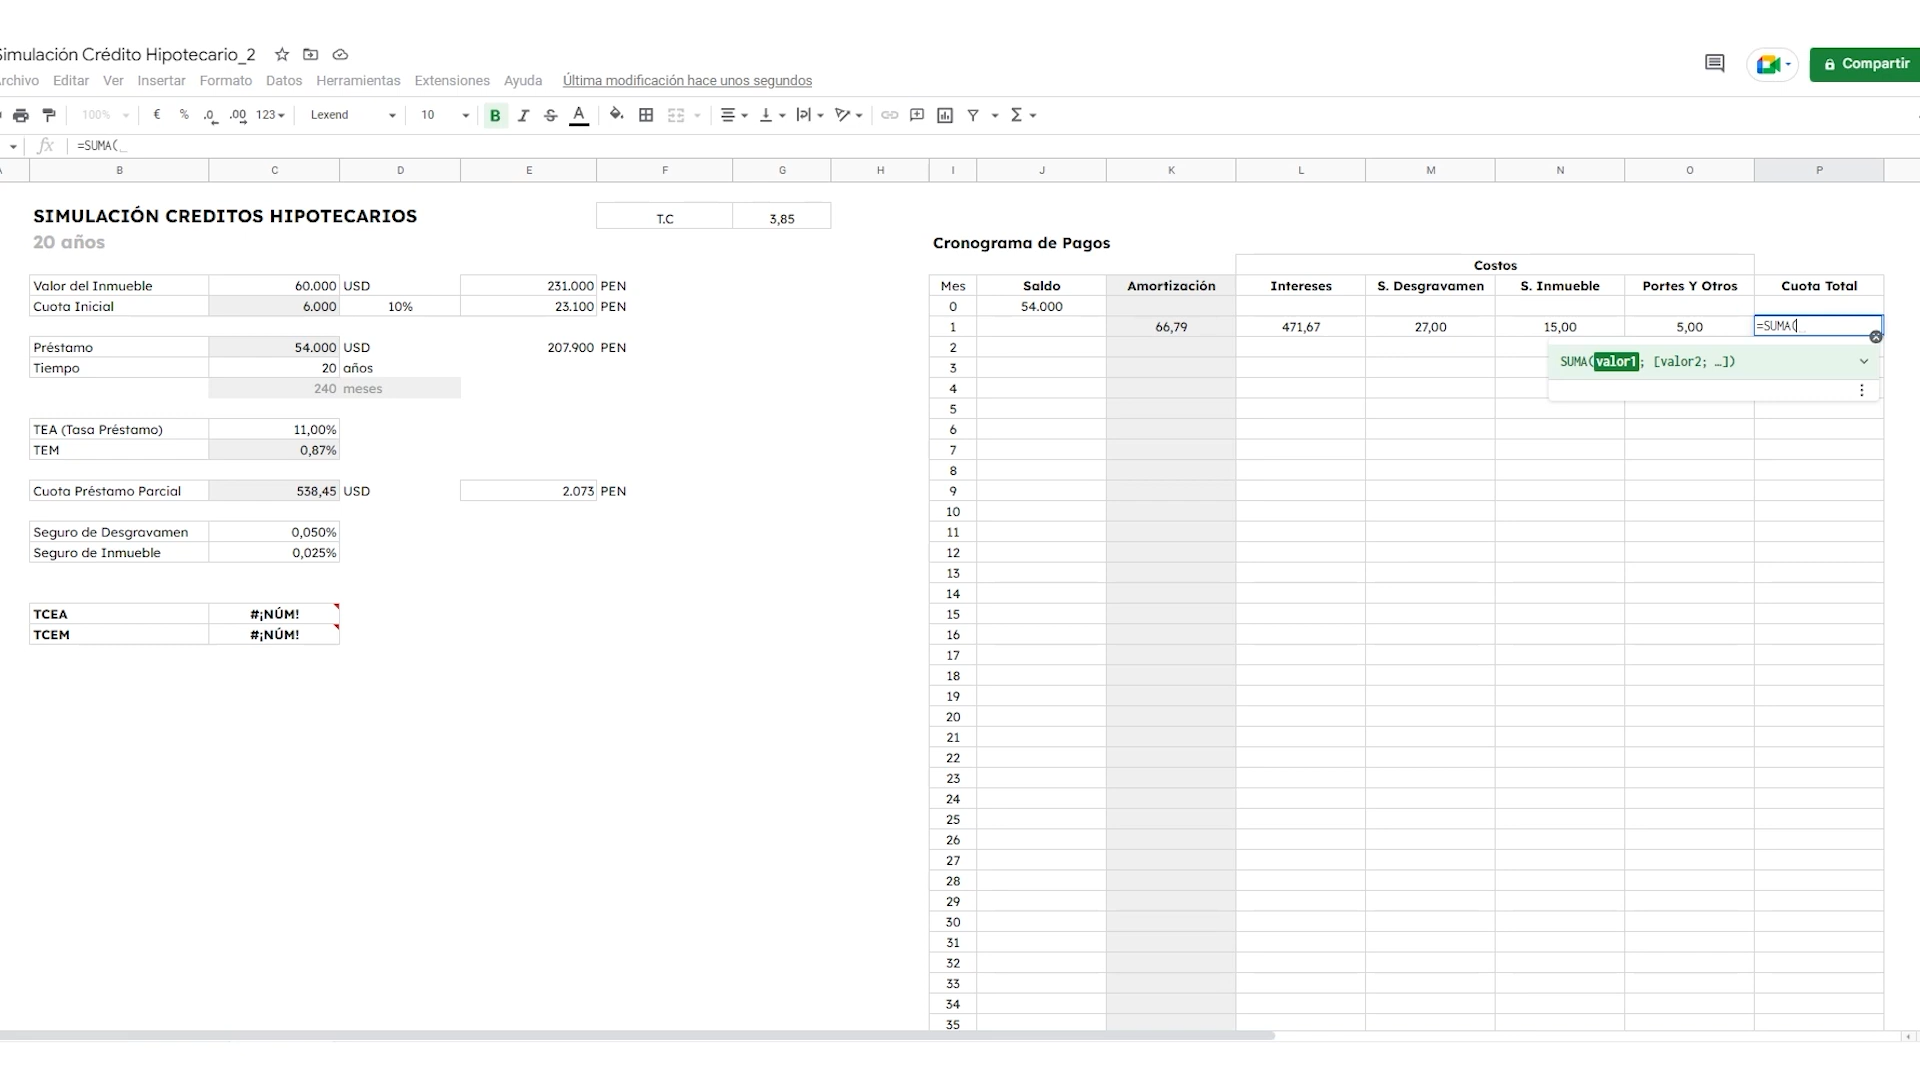 Simulación Crédito Hipotecario_2
Archivo Editar Ver Insertar Formato Datos Herramientas Extensiones Ayuda Última modificación hace unos segundos
Compartir
100% € % .0 .00 123 Lexend 10 B I S A Σ
fx =SUMA(
A B C D E F G H I J K L M N O P
SIMULACIÓN CREDITOS HIPOTECARIOS
T.C 3,85
20 años
Cronograma de Pagos
Costos
Valor del Inmueble 60.000 USD 231.000 PEN
Cuota Inicial 6.000 10% 23.100 PEN
Préstamo 54.000 USD 207.900 PEN
Tiempo 20 años
240 meses
TEA (Tasa Préstamo) 11,00%
TEM 0,87%
Cuota Préstamo Parcial 538,45 USD 2.073 PEN
Seguro de Desgravamen 0,050%
Seguro de Inmueble 0,025%
TCEA #¡NÚM!
TCEM #¡NÚM!
Mes Saldo Amortización Intereses S. Desgravamen S. Inmueble Portes Y Otros Cuota Total
0 54.000
1 66,79 471,67 27,00 15,00 5,00 =SUMA(
SUMA(valor1; [valor2; …])
2
3
4
5
6
7
8
9
10
11
12
13
14
15
16
17
18
19
20
21
22
23
24
25
26
27
28
29
30
31
32
33
34
35